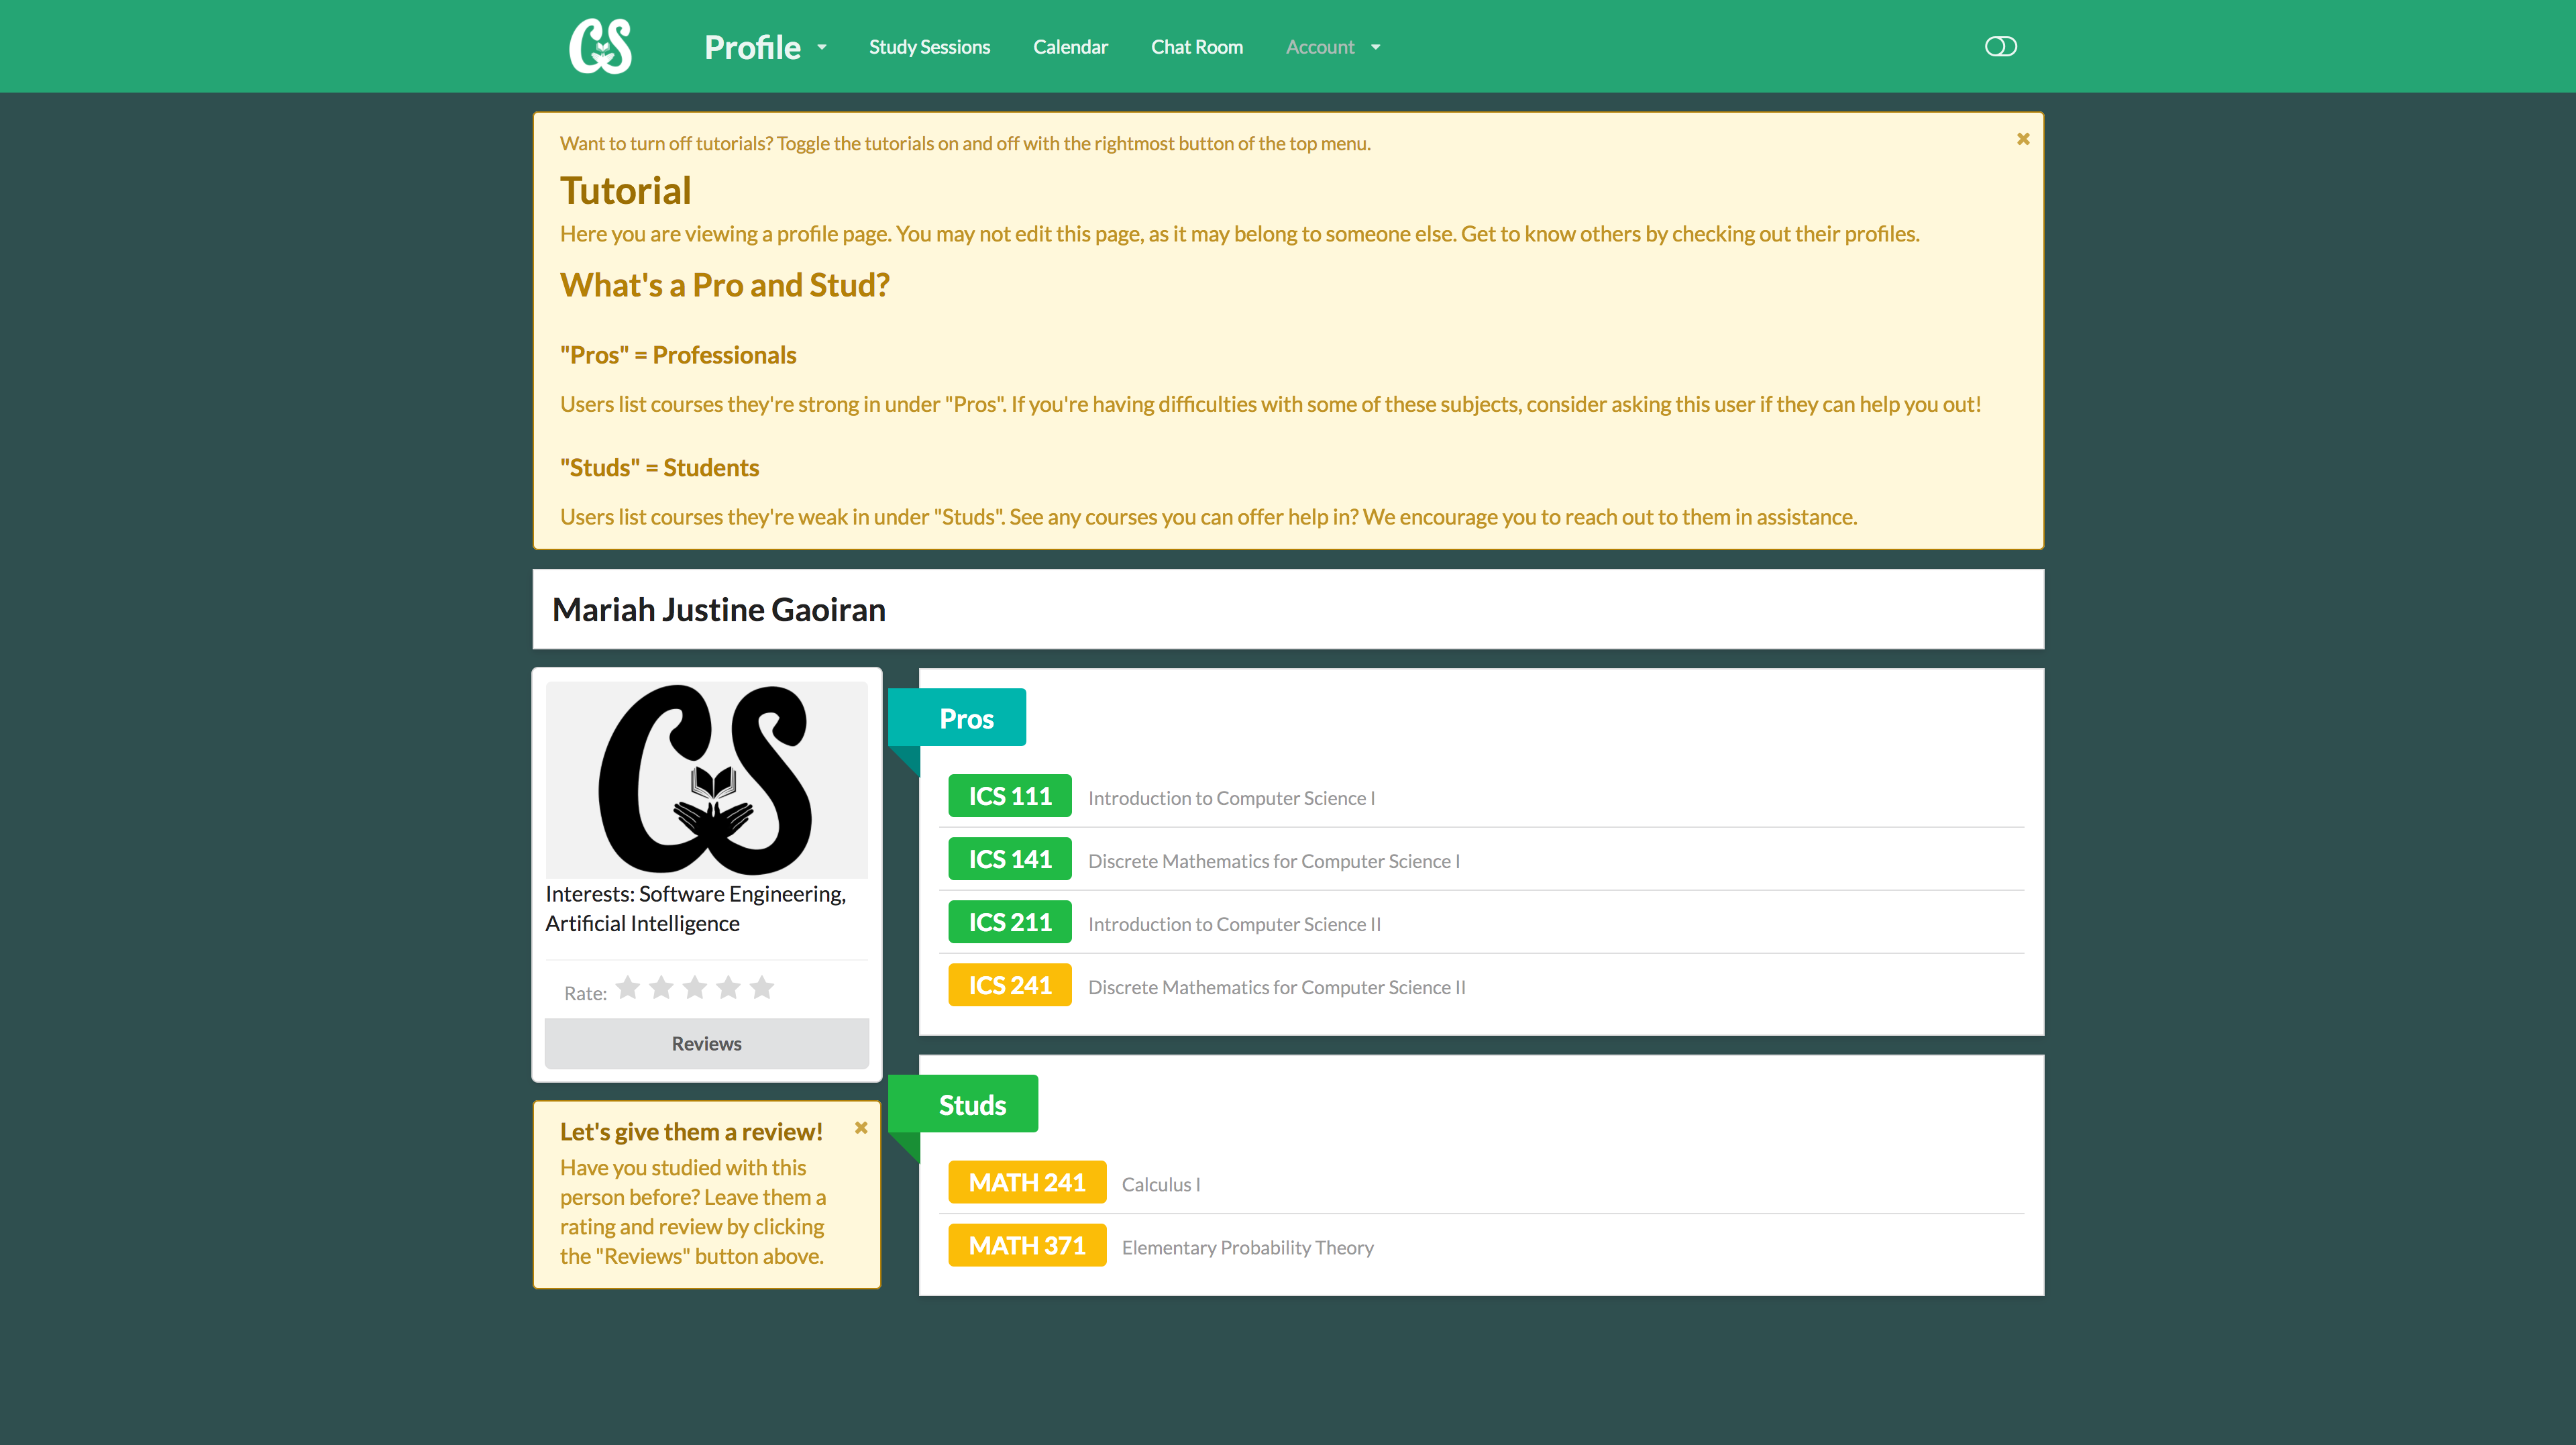 CS
Profile
Study Sessions
Calendar
Chat Room
Account
Want to turn off tutorials? Toggle the tutorials on and off with the rightmost button of the top menu.
Tutorial
Here you are viewing a profile page. You may not edit this page, as it may belong to someone else. Get to know others by checking out their profiles.
What's a Pro and Stud?
"Pros" = Professionals
Users list courses they're strong in under "Pros". If you're having difficulties with some of these subjects, consider asking this user if they can help you out!
"Studs" = Students
Users list courses they're weak in under "Studs". See any courses you can offer help in? We encourage you to reach out to them in assistance.
Mariah Justine Gaoiran
CS
Interests: Software Engineering,
Artificial Intelligence
Rate:
Reviews
Let's give them a review!
Have you studied with this
person before? Leave them a
rating and review by clicking
the "Reviews" button above.
Pros
ICS 111 Introduction to Computer Science I
ICS 141 Discrete Mathematics for Computer Science I
ICS 211 Introduction to Computer Science II
ICS 241 Discrete Mathematics for Computer Science II
Studs
MATH 241 Calculus I
MATH 371 Elementary Probability Theory